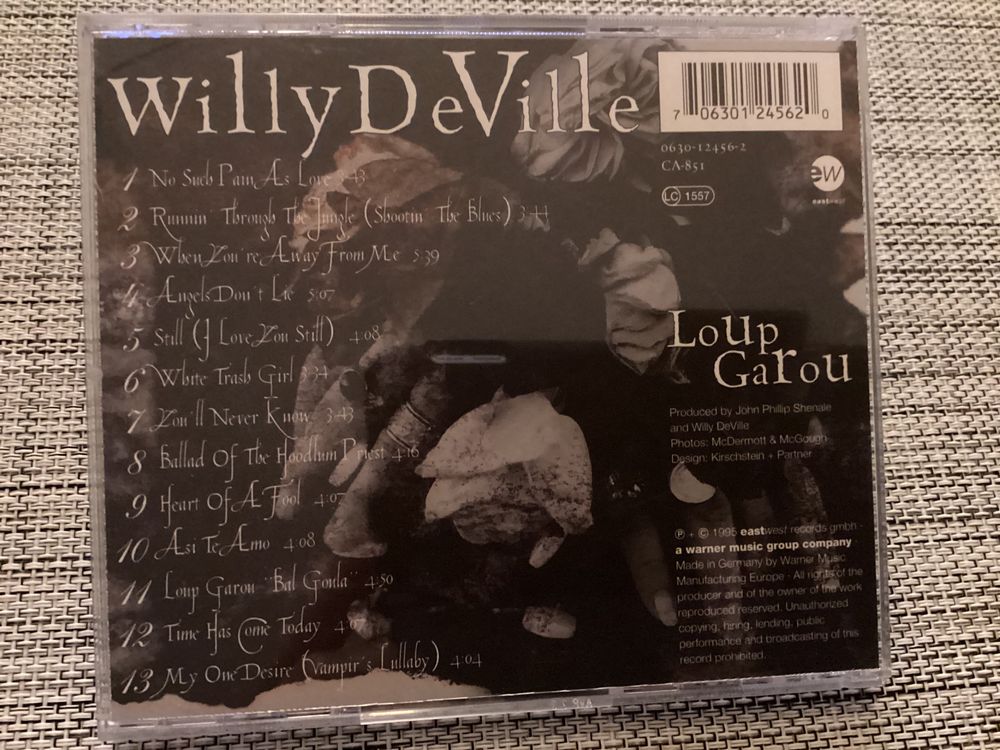 Willy DeVille
7 06301 24562 0
0630-12456-2
CA-851
LC 1557
ew
eastwest
1 No Such Pain As Love 3:43
2 Runnin' Through The Jungle (Shootin' The Blues) 3:44
3 When You're Away From Me 5:39
4 Angels Don't Lie 5:07
5 Still (I Love You Still) 4:08
6 White Trash Girl 3:34
7 You'll Never Know 3:43
8 Ballad Of The Hoodlum Priest 4:16
9 Heart Of A Fool 4:07
10 Asi Te Amo 4:08
11 Loup Garou "Bal Goula" 4:50
12 Time Has Come Today 4:07
13 My One Desire (Vampir's Lullaby) 4:04
Loup
Garou
Produced by John Phillip Shenale
and Willy DeVille
Photos: McDermott & McGough
Design: Kirschstein + Partner
℗ + © 1995 eastwest records gmbh ·
a warner music group company
Made in Germany by Warner Music
Manufacturing Europe · All rights of the
producer and of the owner of the work
reproduced reserved. Unauthorized
copying, hiring, lending, public
performance and broadcasting of this
record prohibited.